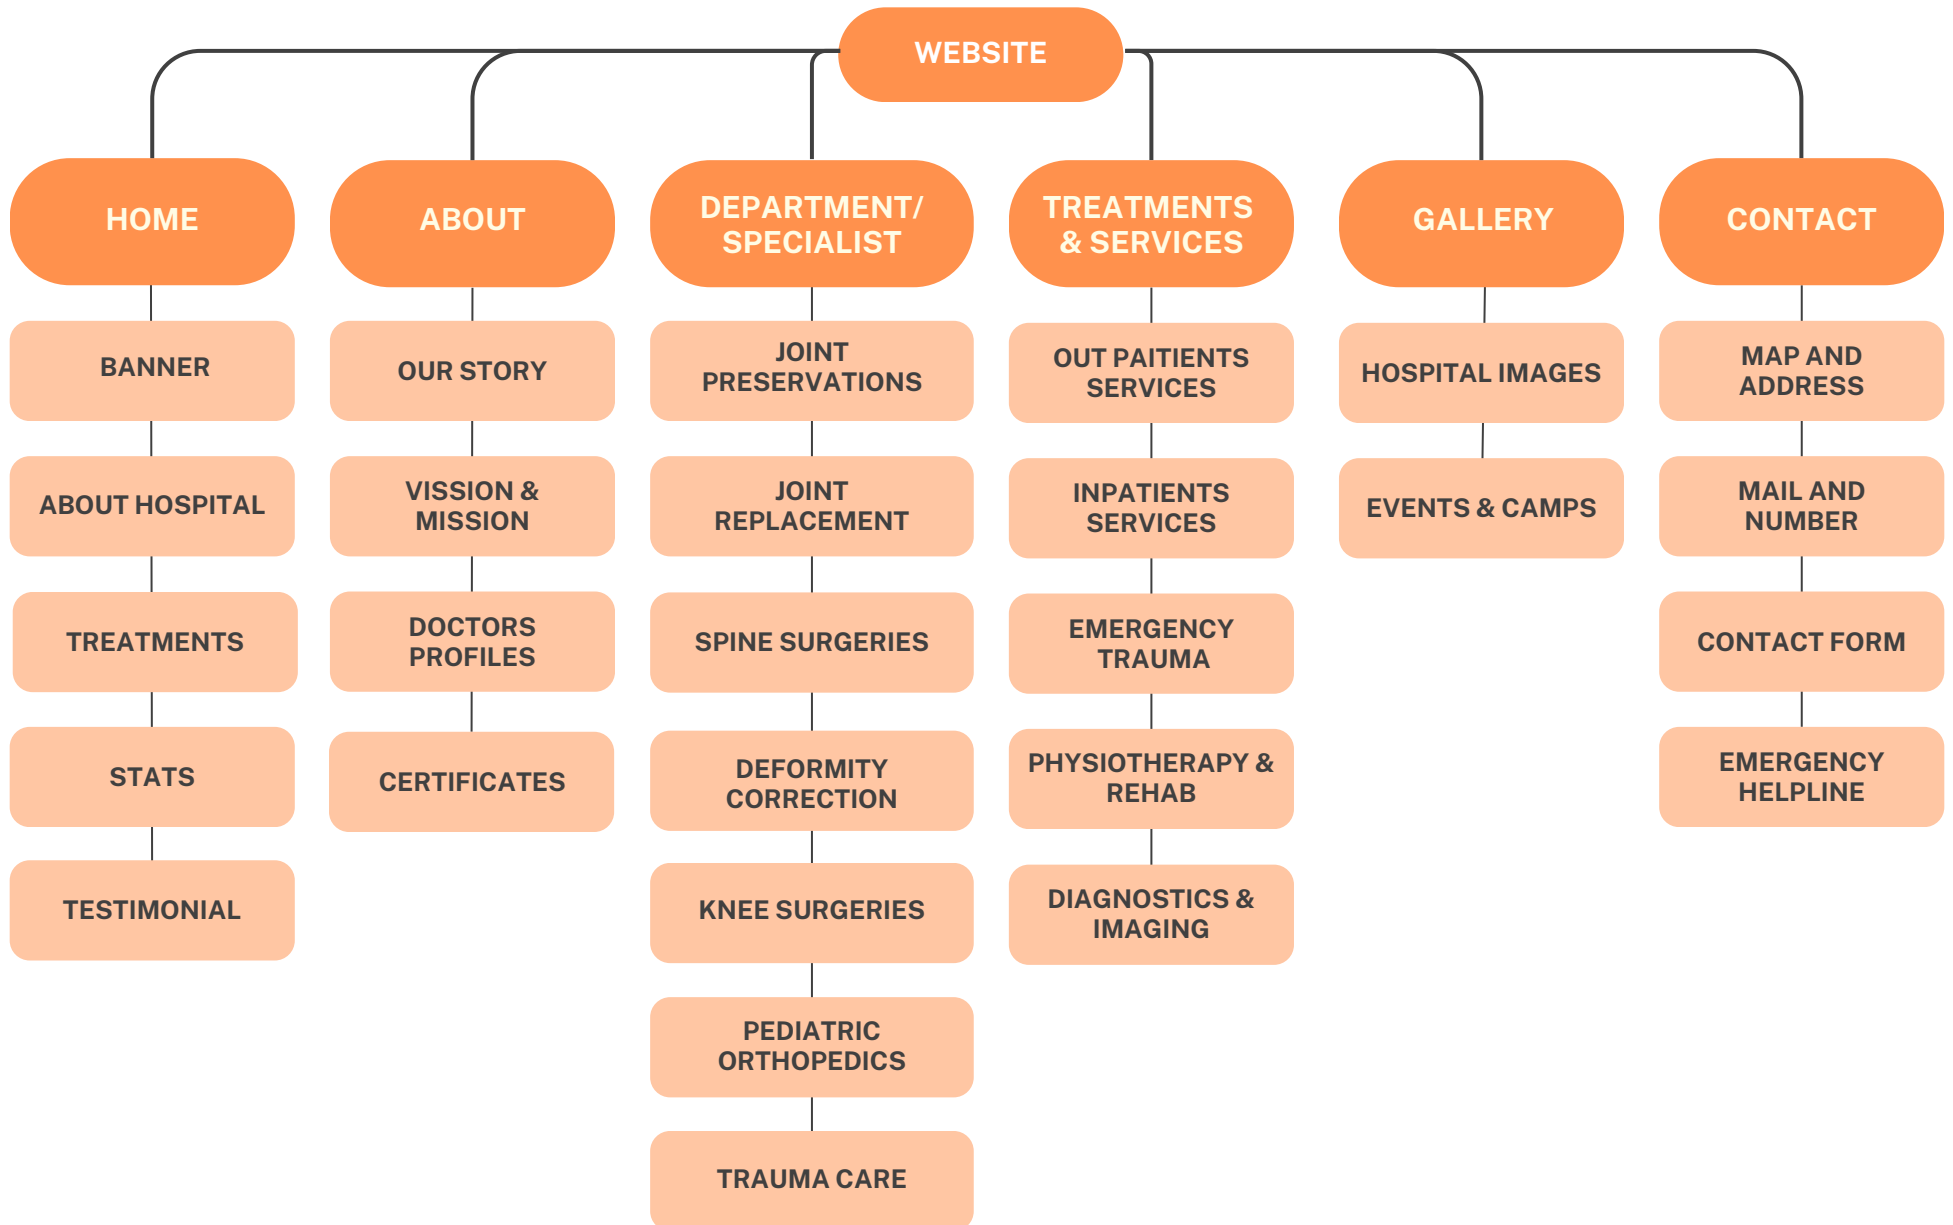 WEBSITE
HOME
ABOUT
DEPARTMENT/
SPECIALIST
TREATMENTS
& SERVICES
GALLERY
CONTACT
BANNER
ABOUT HOSPITAL
TREATMENTS
STATS
TESTIMONIAL
OUR STORY
VISSION &
MISSION
DOCTORS
PROFILES
CERTIFICATES
JOINT
PRESERVATIONS
JOINT
REPLACEMENT
SPINE SURGERIES
DEFORMITY
CORRECTION
KNEE SURGERIES
PEDIATRIC
ORTHOPEDICS
TRAUMA CARE
OUT PAITIENTS
SERVICES
INPATIENTS
SERVICES
EMERGENCY
TRAUMA
PHYSIOTHERAPY &
REHAB
DIAGNOSTICS &
IMAGING
HOSPITAL IMAGES
EVENTS & CAMPS
MAP AND
ADDRESS
MAIL AND
NUMBER
CONTACT FORM
EMERGENCY
HELPLINE